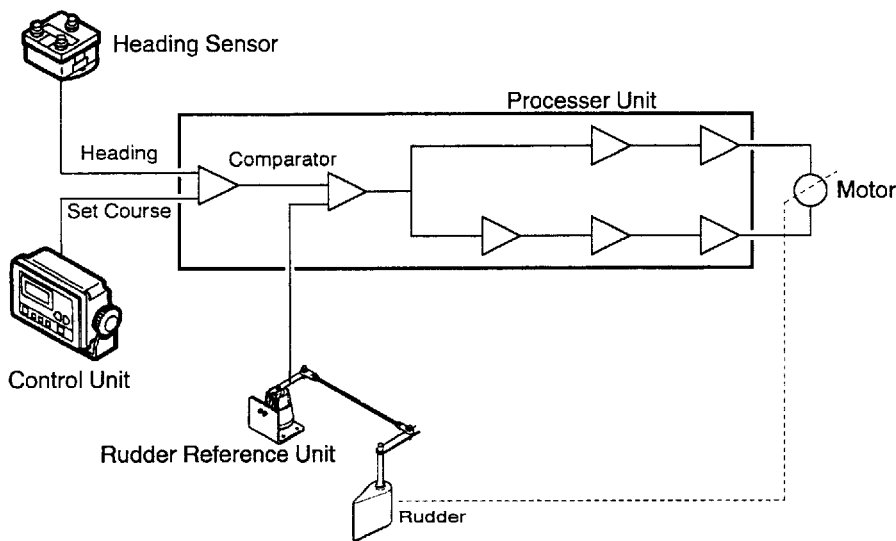 Heading Sensor
Processer Unit
Heading
Comparator
Set Course
Motor
Control Unit
Rudder Reference Unit
Rudder